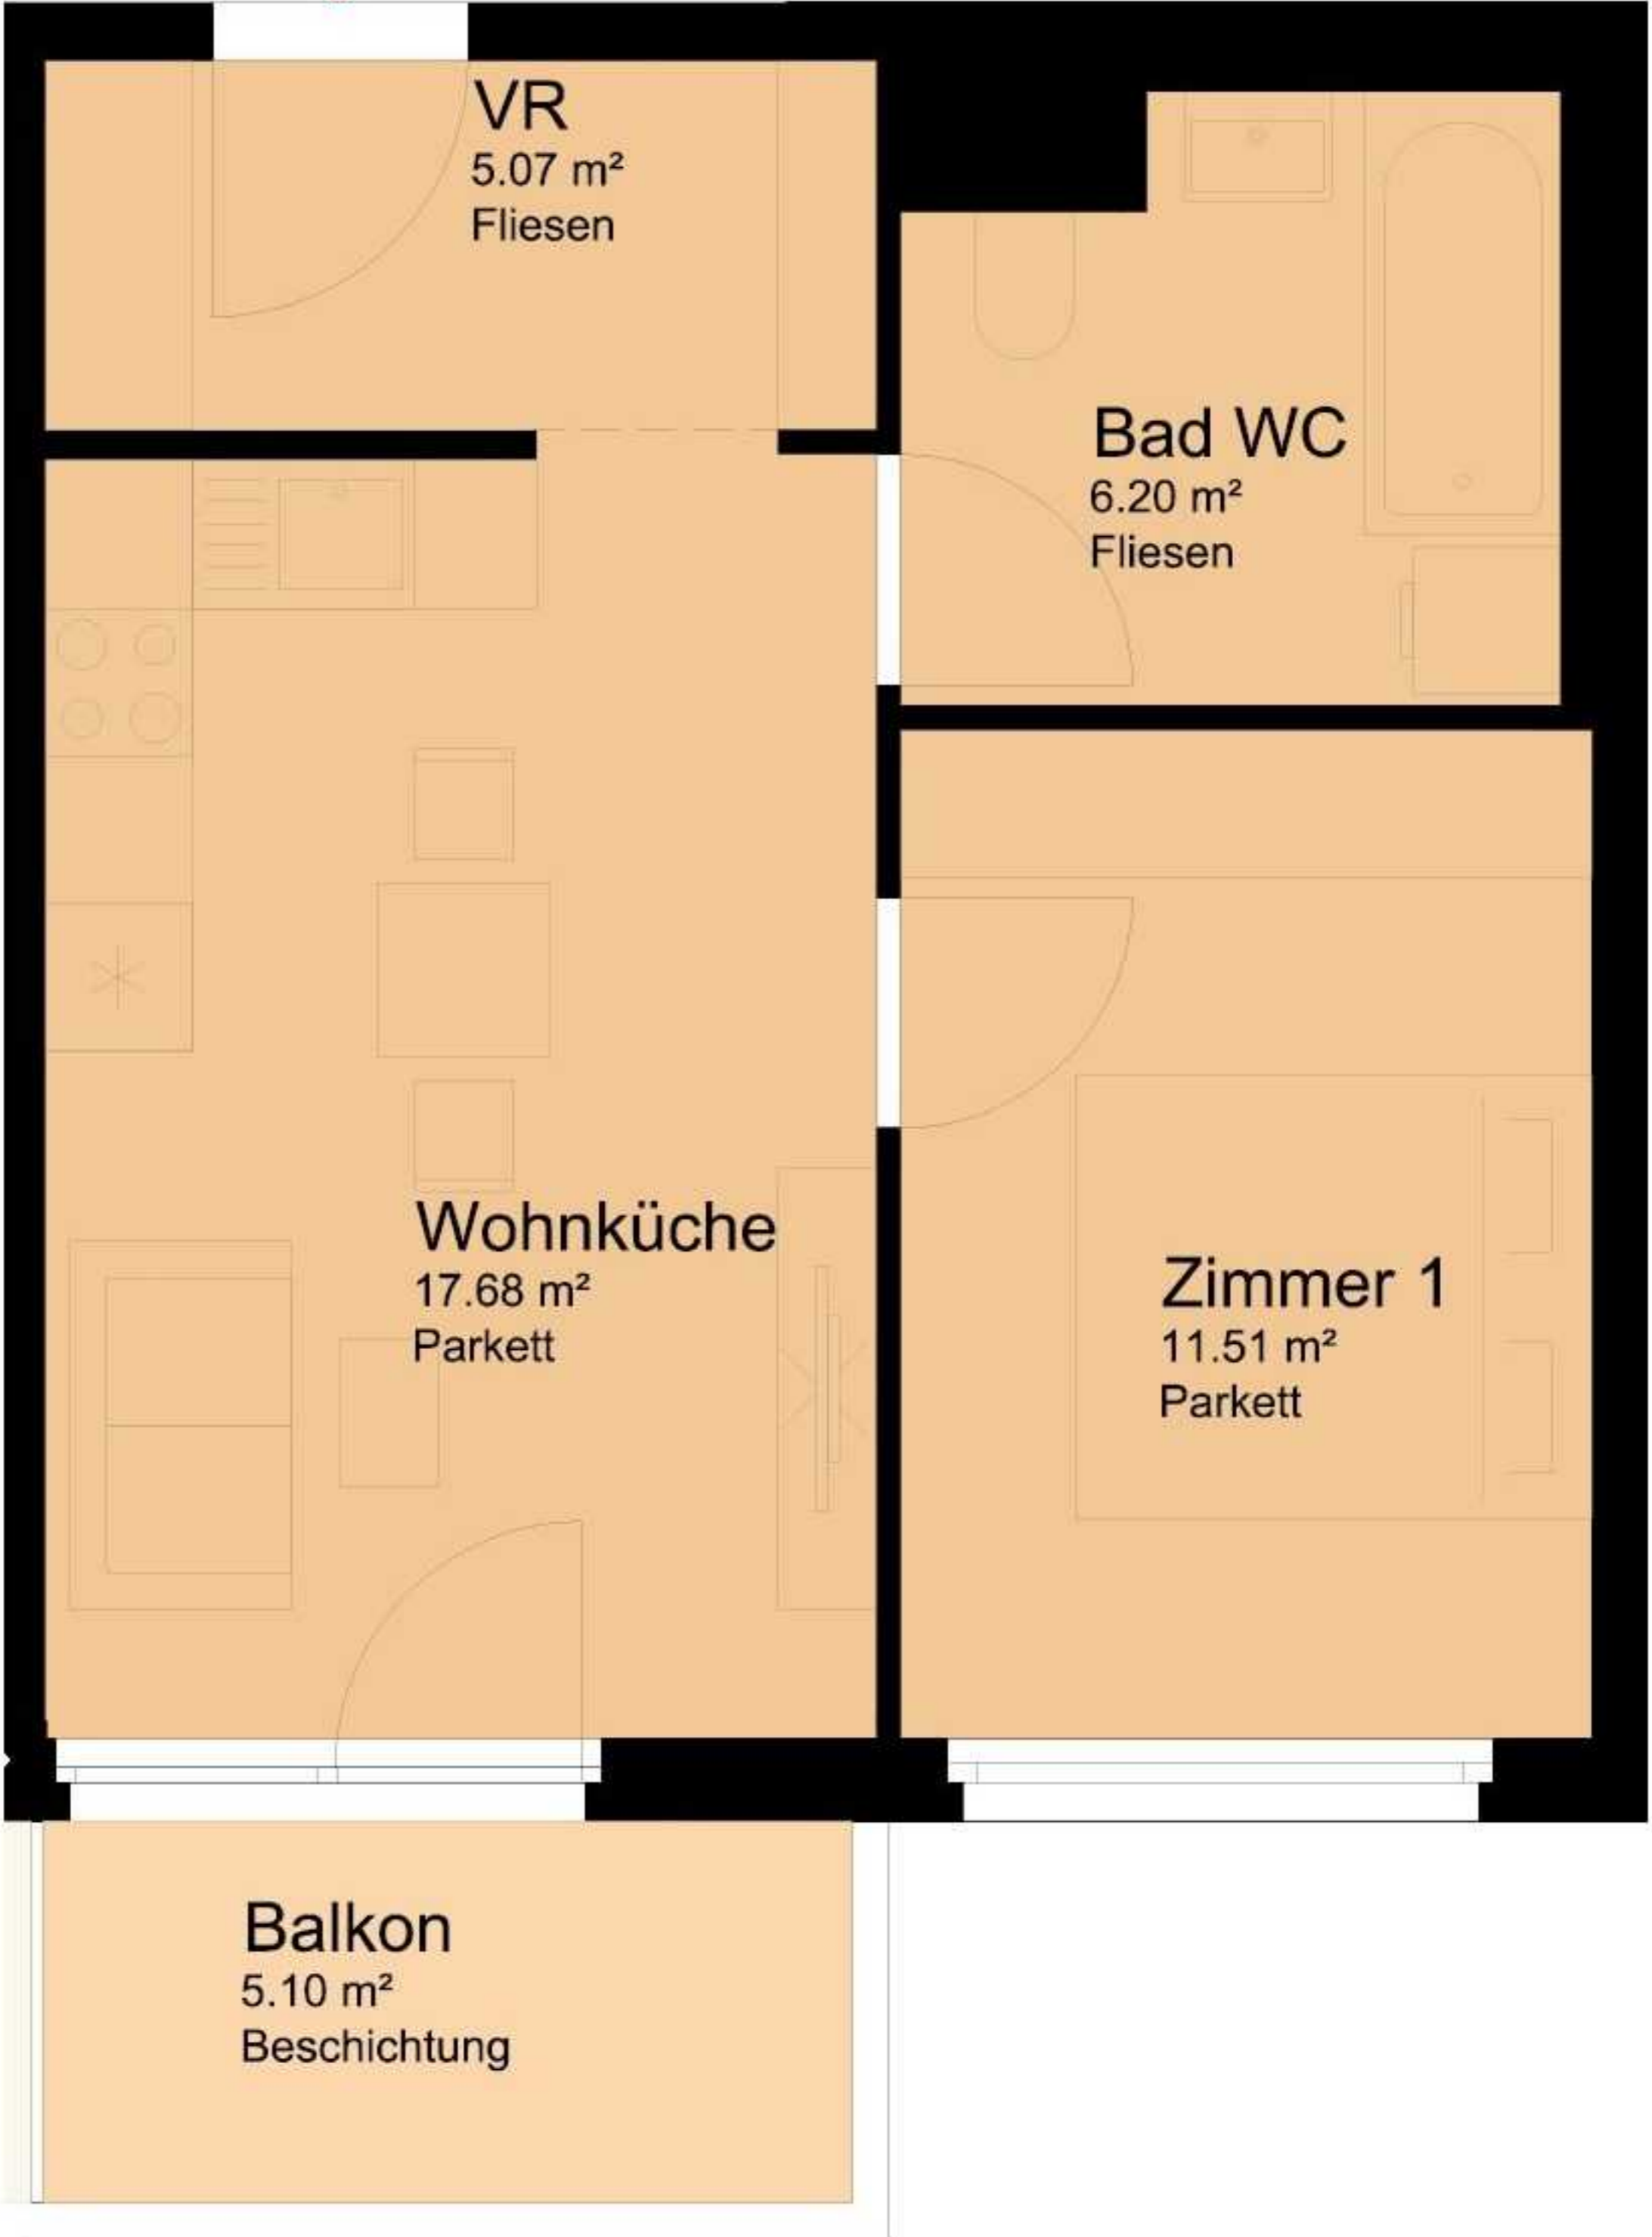 VR
5.07 m²
Fliesen
Bad WC
6.20 m²
Fliesen
Wohnküche
17.68 m²
Parkett
Zimmer 1
11.51 m²
Parkett
Balkon
5.10 m²
Beschichtung